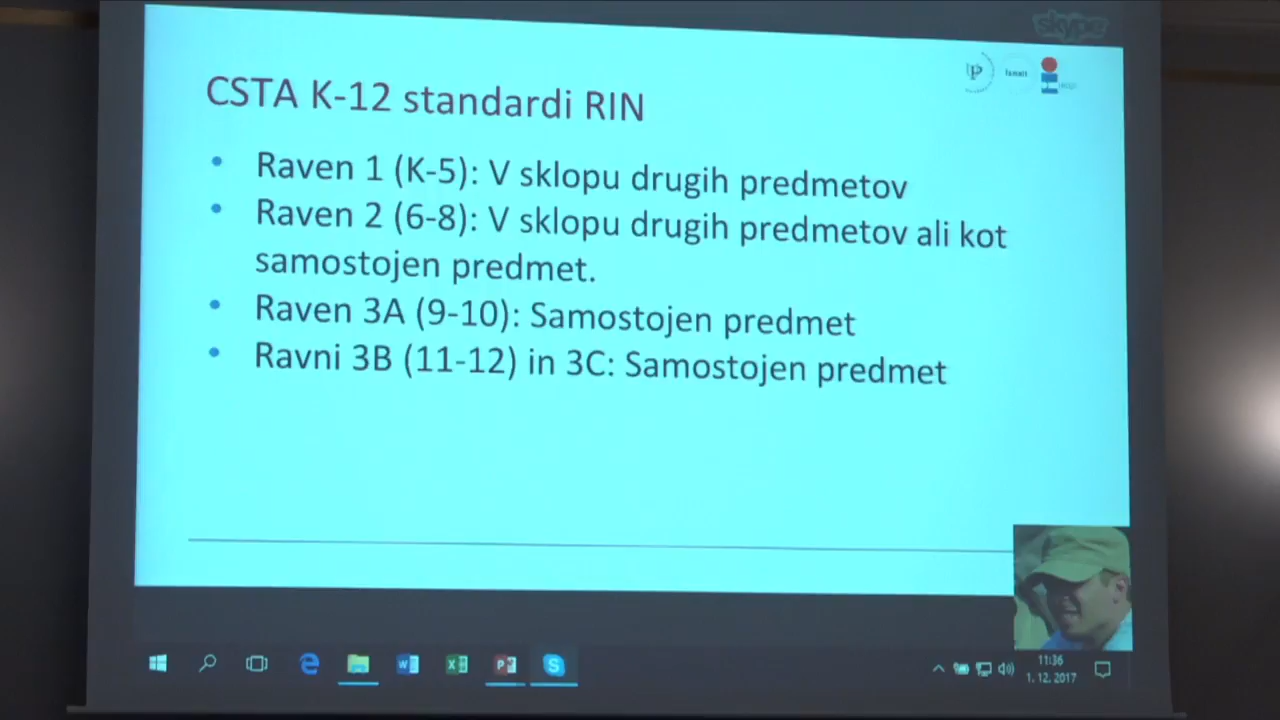 skype
CSTA K-12 standardi RIN
• Raven 1 (K-5): V sklopu drugih predmetov
• Raven 2 (6-8): V sklopu drugih predmetov ali kot
samostojen predmet.
• Raven 3A (9-10): Samostojen predmet
• Ravni 3B (11-12) in 3C: Samostojen predmet
11:36
1. 12. 2017